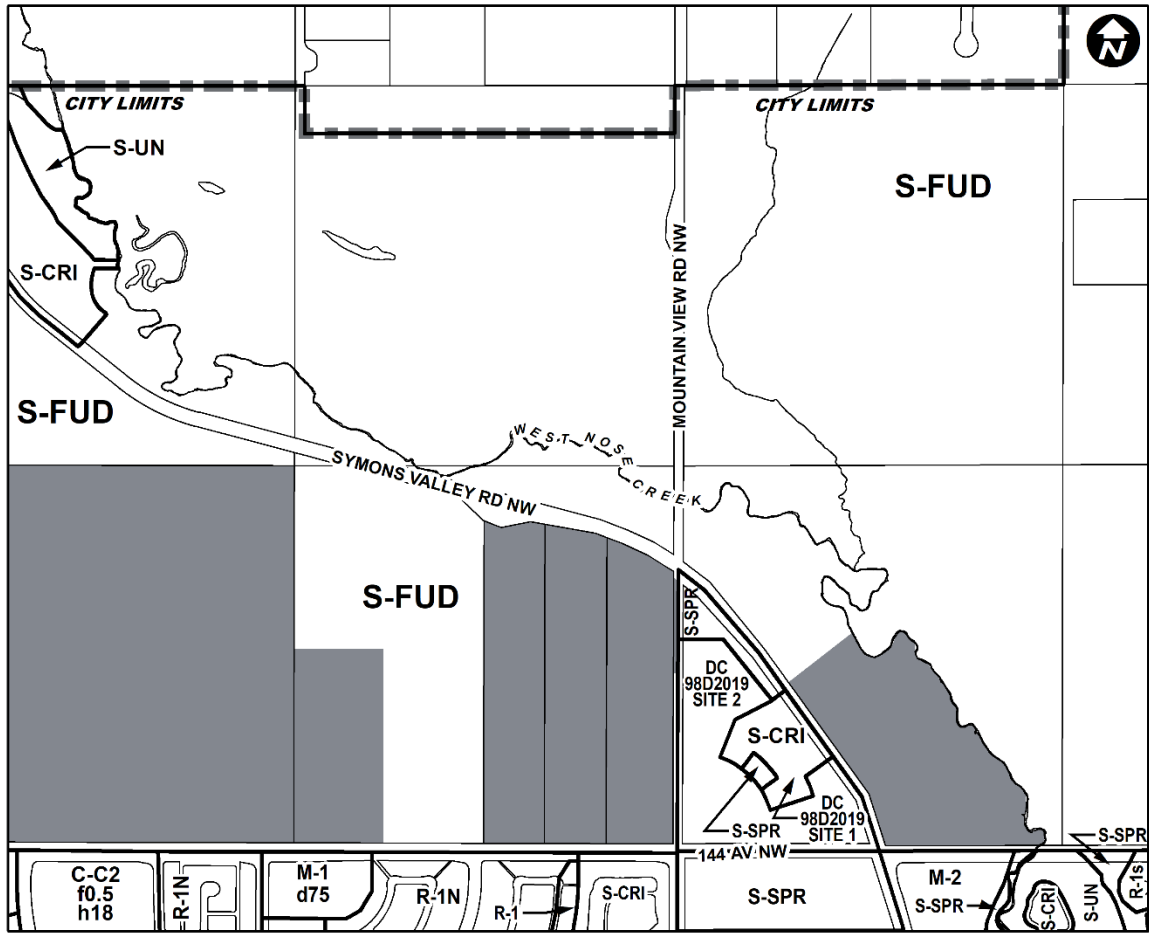 N
CITY LIMITS
CITY LIMITS
S-UN
S-FUD
S-CRI
MOUNTAIN VIEW RD NW
S-FUD
WEST NOSE CREEK
SYMONS VALLEY RD NW
S-FUD
S-SPR
DC
98D2019
SITE 2
S-CRI
DC
98D2019
SITE 1
S-SPR
144 AV NW
S-SPR
C-C2
f0.5
h18
R-1N
M-1
d75
R-1N
R-1
S-CRI
S-SPR
M-2
S-SPR
S-CRI
S-UN
R-1s